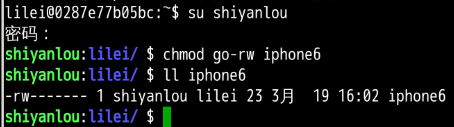 lilei@0287e77b05bc:~$ su shiyanlou
密码：
shiyanlou:lilei/ $ chmod go-rw iphone6
shiyanlou:lilei/ $ ll iphone6
-rw------- 1 shiyanlou lilei 23 3月  19 16:02 iphone6
shiyanlou:lilei/ $